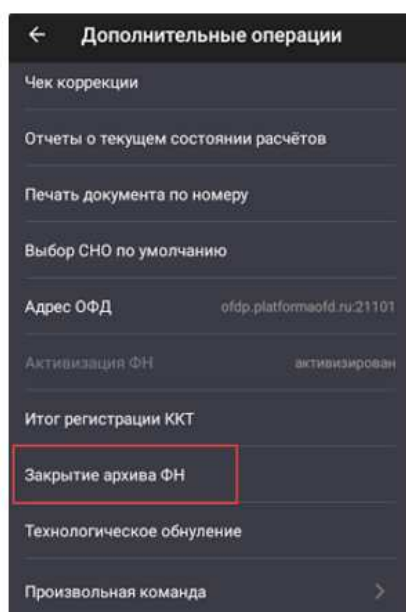 Дополнительные операции
Чек коррекции
Отчеты о текущем состоянии расчётов
Печать документа по номеру
Выбор СНО по умолчанию
Адрес ОФД ofdp.platformaofd.ru:21101
Активизация ФН активизирован
Итог регистрации ККТ
Закрытие архива ФН
Технологическое обнуление
Произвольная команда